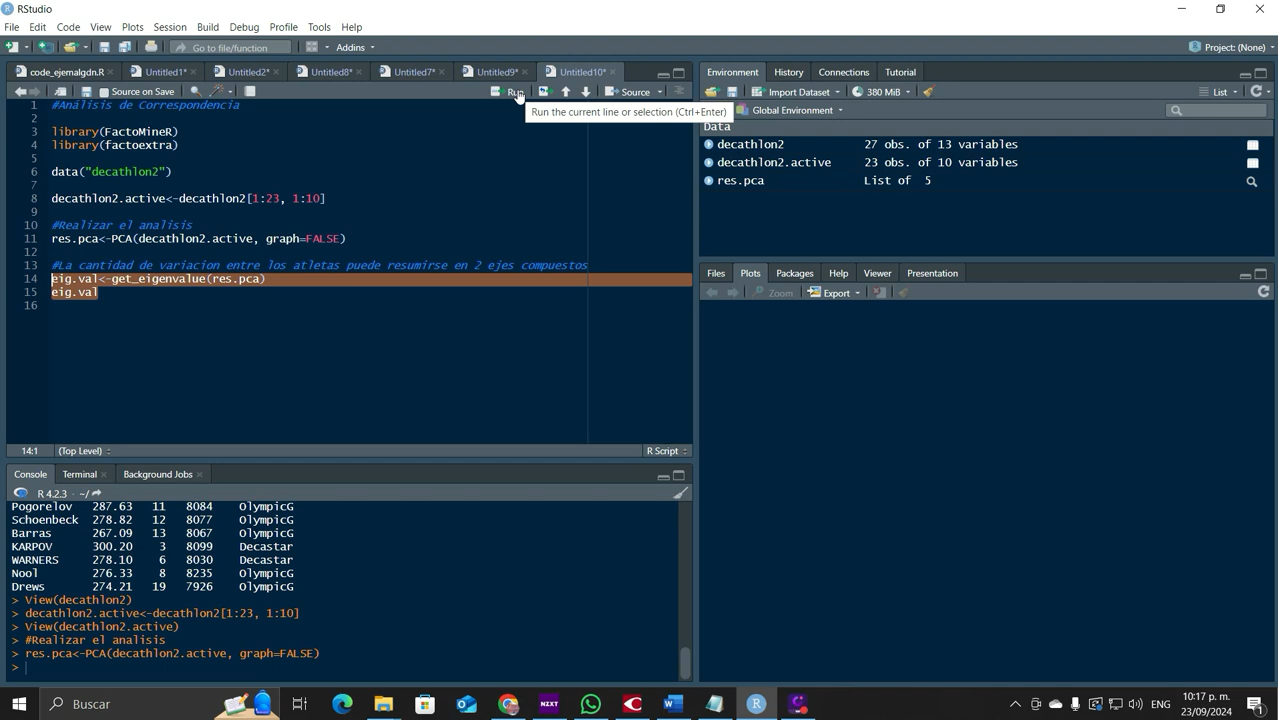 RStudio
File Edit Code View Plots Session Build Debug Profile Tools Help
Go to file/function Addins Project: (None)
code_ejemalgdn.R Untitled1* Untitled2* Untitled8* Untitled7* Untitled9* Untitled10*
Source on Save Run Source
Run the current line or selection (Ctrl+Enter)
1 #Análisis de Correspondencia
2
3 library(FactoMineR)
4 library(factoextra)
5
6 data("decathlon2")
7
8 decathlon2.active<-decathlon2[1:23, 1:10]
9
10 #Realizar el analisis
11 res.pca<-PCA(decathlon2.active, graph=FALSE)
12
13 #La cantidad de variacion entre los atletas puede resumirse en 2 ejes compuestos
14 eig.val<-get_eigenvalue(res.pca)
15 eig.val
16
14:1 (Top Level) R Script
Console Terminal Background Jobs
R 4.2.3 · ~/
Pogorelov 287.63 11 8084 OlympicG
Schoenbeck 278.82 12 8077 OlympicG
Barras 267.09 13 8067 OlympicG
KARPOV 300.20 3 8099 Decastar
WARNERS 278.10 6 8030 Decastar
Nool 276.33 8 8235 OlympicG
Drews 274.21 19 7926 OlympicG
> View(decathlon2)
> decathlon2.active<-decathlon2[1:23, 1:10]
> View(decathlon2.active)
> #Realizar el analisis
> res.pca<-PCA(decathlon2.active, graph=FALSE)
>
Environment History Connections Tutorial
Import Dataset 380 MiB List
Global Environment
Data
decathlon2 27 obs. of 13 variables
decathlon2.active 23 obs. of 10 variables
res.pca List of 5
Files Plots Packages Help Viewer Presentation
Zoom Export
Buscar
NZXT
ENG
10:17 p. m.
23/09/2024